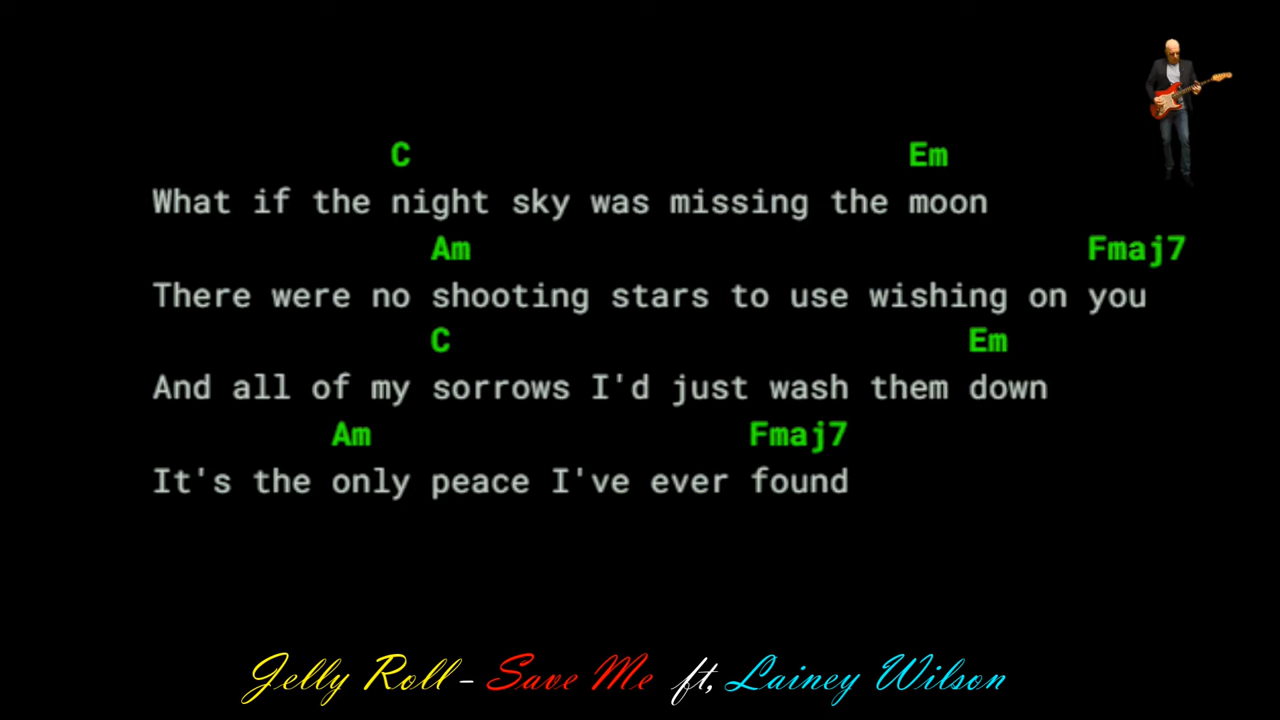 C Em
What if the night sky was missing the moon
Am Fmaj7
There were no shooting stars to use wishing on you
C Em
And all of my sorrows I'd just wash them down
Am Fmaj7
It's the only peace I've ever found
Jelly Roll - Save Me ft, Lainey Wilson